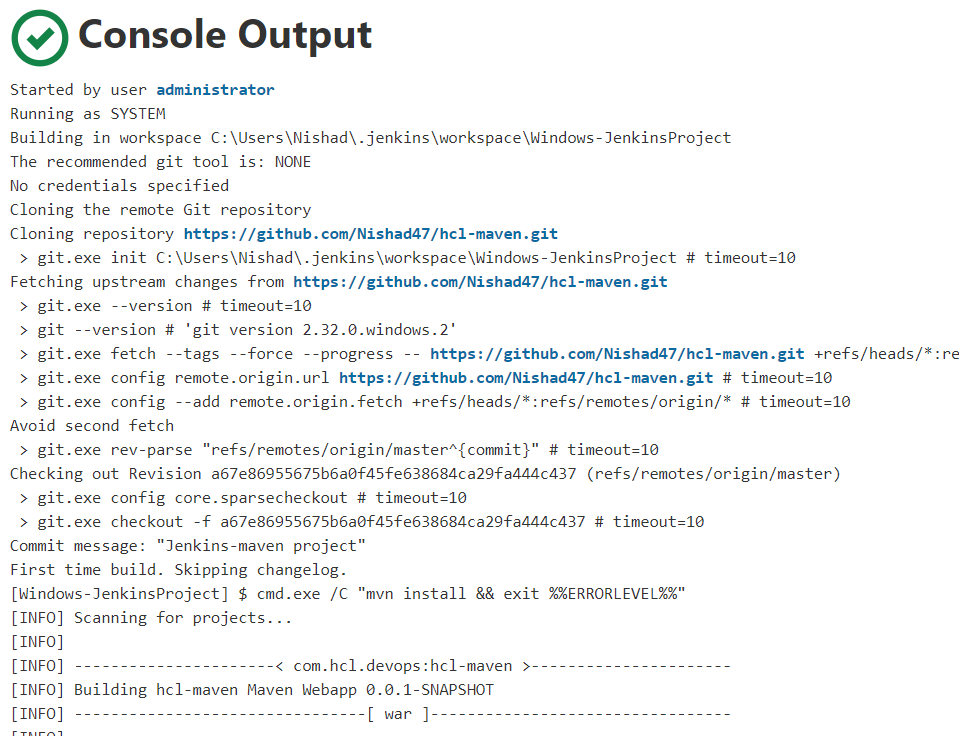 Console Output
Started by user administrator
Running as SYSTEM
Building in workspace C:\Users\Nishad\.jenkins\workspace\Windows-JenkinsProject
The recommended git tool is: NONE
No credentials specified
Cloning the remote Git repository
Cloning repository https://github.com/Nishad47/hcl-maven.git
 > git.exe init C:\Users\Nishad\.jenkins\workspace\Windows-JenkinsProject # timeout=10
Fetching upstream changes from https://github.com/Nishad47/hcl-maven.git
 > git.exe --version # timeout=10
 > git --version # 'git version 2.32.0.windows.2'
 > git.exe fetch --tags --force --progress -- https://github.com/Nishad47/hcl-maven.git +refs/heads/*:re
 > git.exe config remote.origin.url https://github.com/Nishad47/hcl-maven.git # timeout=10
 > git.exe config --add remote.origin.fetch +refs/heads/*:refs/remotes/origin/* # timeout=10
Avoid second fetch
 > git.exe rev-parse "refs/remotes/origin/master^{commit}" # timeout=10
Checking out Revision a67e86955675b6a0f45fe638684ca29fa444c437 (refs/remotes/origin/master)
 > git.exe config core.sparsecheckout # timeout=10
 > git.exe checkout -f a67e86955675b6a0f45fe638684ca29fa444c437 # timeout=10
Commit message: "Jenkins-maven project"
First time build. Skipping changelog.
[Windows-JenkinsProject] $ cmd.exe /C "mvn install && exit %%ERRORLEVEL%%"
[INFO] Scanning for projects...
[INFO]
[INFO] ----------------------< com.hcl.devops:hcl-maven >----------------------
[INFO] Building hcl-maven Maven Webapp 0.0.1-SNAPSHOT
[INFO] --------------------------------[ war ]---------------------------------
[INFO]